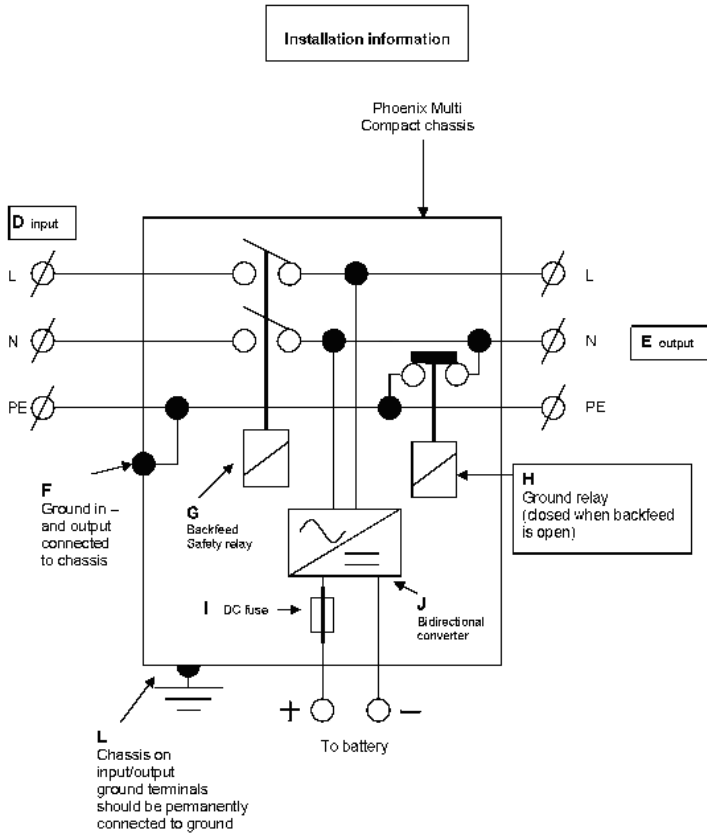 Installation information
Phoenix Multi
Compact chassis
D input
L
L
N
N
E output
PE
PE
F
Ground in –
and output
connected
to chassis
G
Backfeed
Safety relay
H
Ground relay
(closed when backfeed
is open)
I DC fuse
J
Bidirectional
converter
+
–
To battery
L
Chassis on
input/output
ground terminals
should be permanently
connected to ground